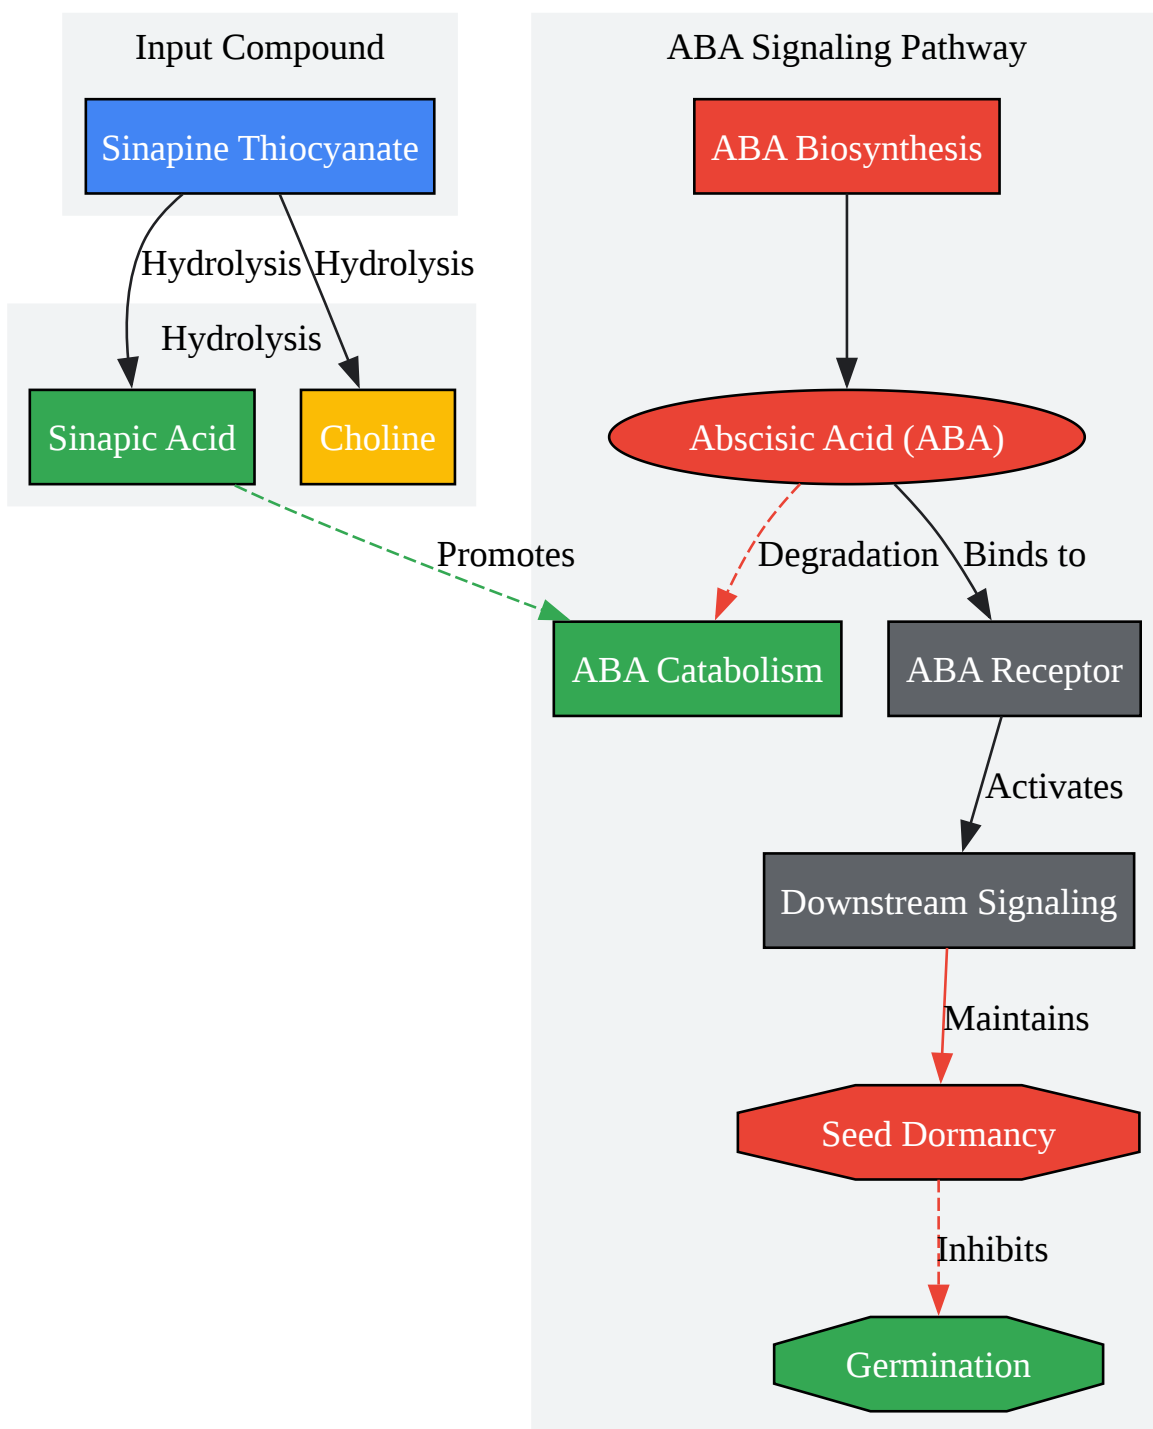 Input Compound
ABA Signaling Pathway
Sinapine Thiocyanate
ABA Biosynthesis
Hydrolysis
Hydrolysis
Hydrolysis
Sinapic Acid
Choline
Abscisic Acid (ABA)
Promotes
Degradation
Binds to
ABA Catabolism
ABA Receptor
Activates
Downstream Signaling
Maintains
Seed Dormancy
Inhibits
Germination